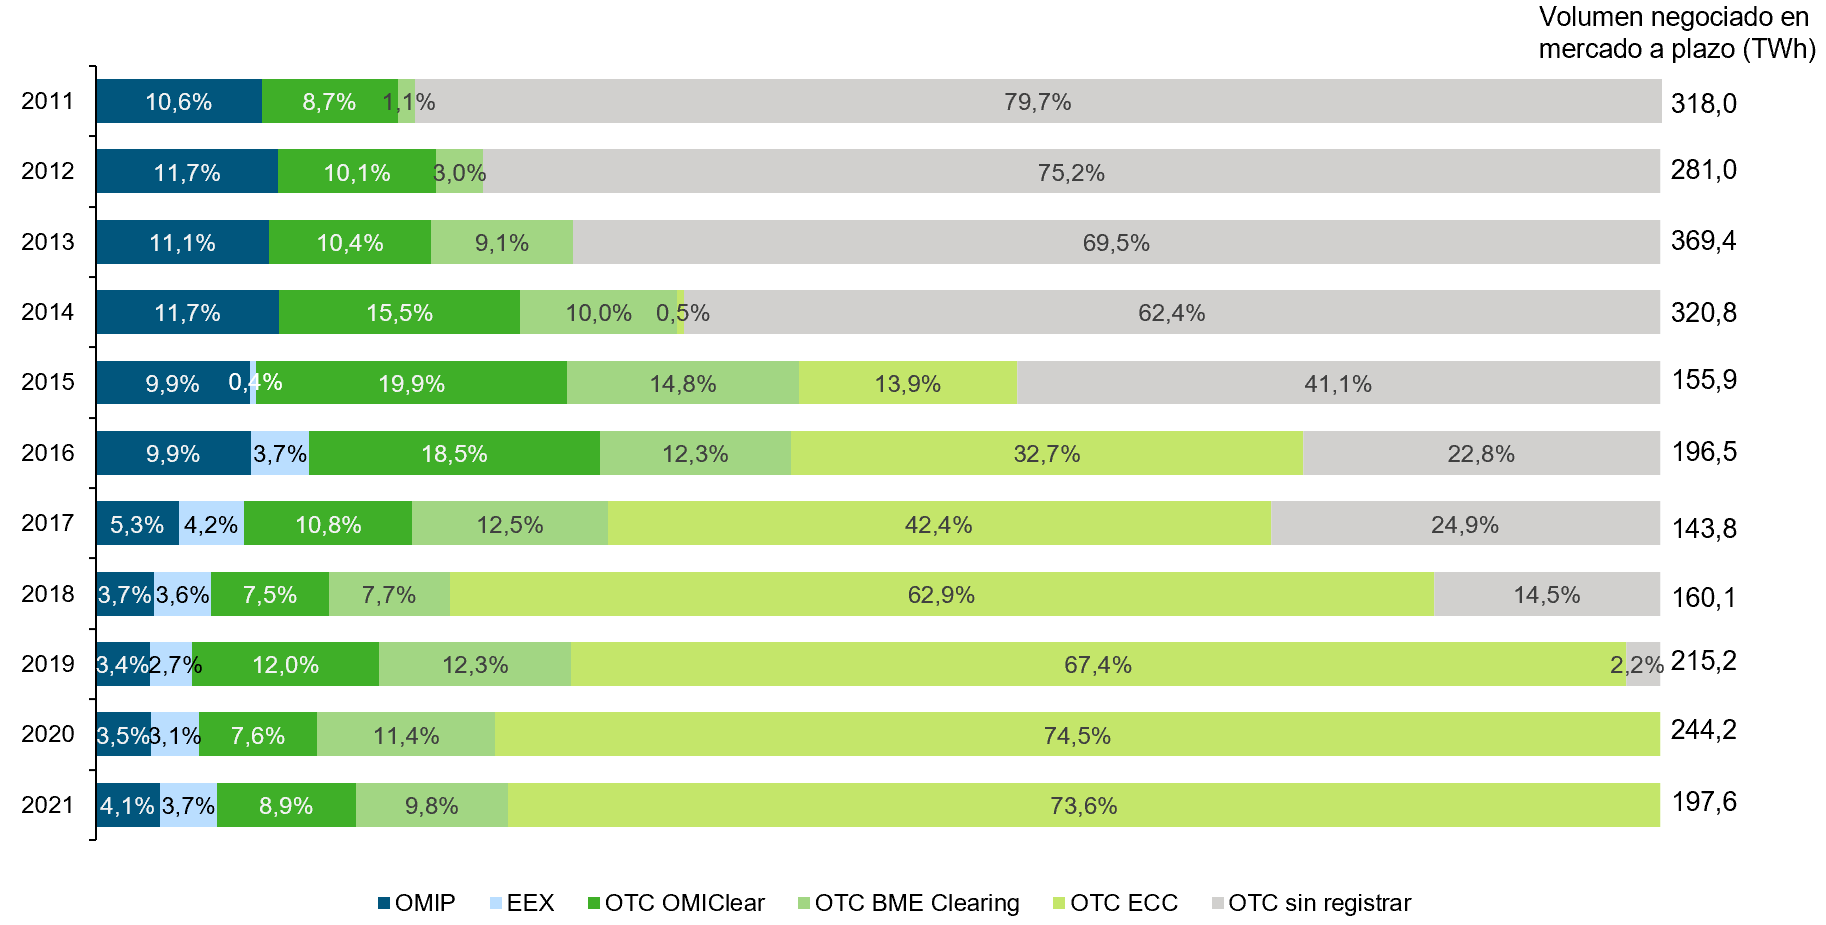 Volumen negociado en
mercado a plazo (TWh)
2011 10,6% 8,7% 1,1% 79,7% 318,0
2012 11,7% 10,1% 3,0% 75,2% 281,0
2013 11,1% 10,4% 9,1% 69,5% 369,4
2014 11,7% 15,5% 10,0% 0,5% 62,4% 320,8
2015 9,9% 0,4% 19,9% 14,8% 13,9% 41,1% 155,9
2016 9,9% 3,7% 18,5% 12,3% 32,7% 22,8% 196,5
2017 5,3% 4,2% 10,8% 12,5% 42,4% 24,9% 143,8
2018 3,7% 3,6% 7,5% 7,7% 62,9% 14,5% 160,1
2019 3,4% 2,7% 12,0% 12,3% 67,4% 2,2% 215,2
2020 3,5% 3,1% 7,6% 11,4% 74,5% 244,2
2021 4,1% 3,7% 8,9% 9,8% 73,6% 197,6
OMIP EEX OTC OMIClear OTC BME Clearing OTC ECC OTC sin registrar